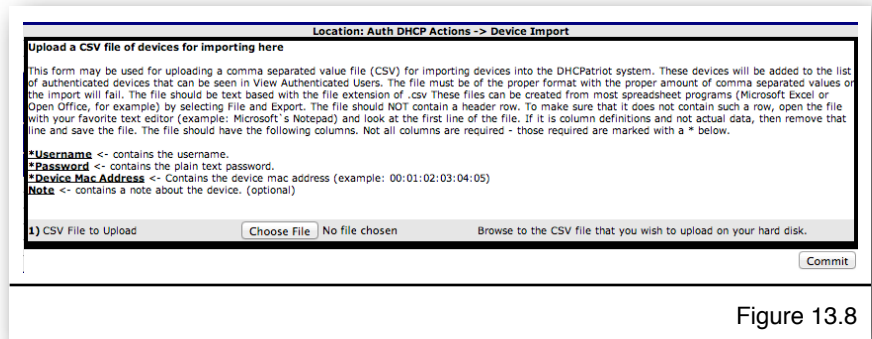 Location: Auth DHCP Actions -> Device Import
Upload a CSV file of devices for importing here
This form may be used for uploading a comma separated value file (CSV) for importing devices into the DHCPatriot system. These devices will be added to the list
of authenticated devices that can be seen in View Authenticated Users. The file must be of the proper format with the proper amount of comma separated values or
the import will fail. The file should be text based with the file extension of .csv These files can be created from most spreadsheet programs (Microsoft Excel or
Open Office, for example) by selecting File and Export. The file should NOT contain a header row. To make sure that it does not contain such a row, open the file
with your favorite text editor (example: Microsoft`s Notepad) and look at the first line of the file. If it is column definitions and not actual data, then remove that
line and save the file. The file should have the following columns. Not all columns are required - those required are marked with a * below.
*Username <- contains the username.
*Password <- contains the plain text password.
*Device Mac Address <- Contains the device mac address (example: 00:01:02:03:04:05)
Note <- contains a note about the device. (optional)
1) CSV File to Upload Choose File No file chosen Browse to the CSV file that you wish to upload on your hard disk.
Commit
Figure 13.8